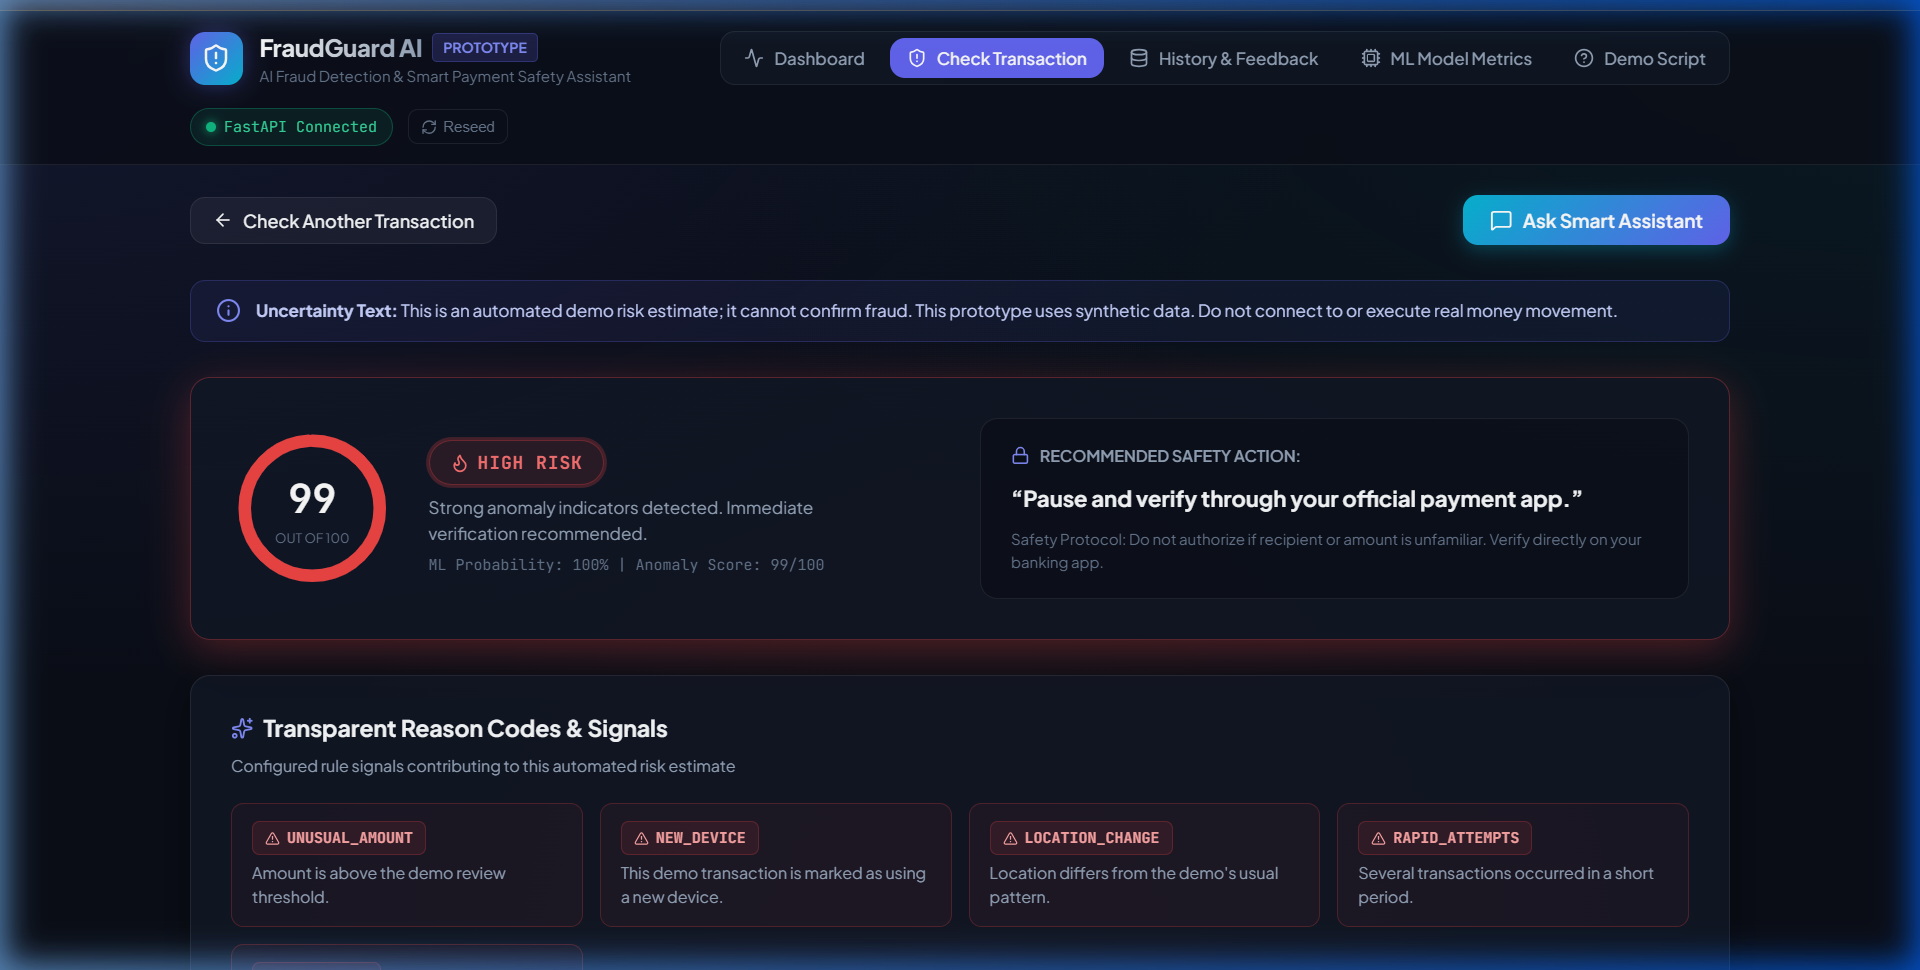 FraudGuard AI PROTOTYPE
AI Fraud Detection & Smart Payment Safety Assistant
Dashboard
Check Transaction
History & Feedback
ML Model Metrics
Demo Script
FastAPI Connected
Reseed
Check Another Transaction
Ask Smart Assistant
Uncertainty Text: This is an automated demo risk estimate; it cannot confirm fraud. This prototype uses synthetic data. Do not connect to or execute real money movement.
99
OUT OF 100
HIGH RISK
Strong anomaly indicators detected. Immediate
verification recommended.
ML Probability: 100% | Anomaly Score: 99/100
RECOMMENDED SAFETY ACTION:
“Pause and verify through your official payment app.”
Safety Protocol: Do not authorize if recipient or amount is unfamiliar. Verify directly on your
banking app.
Transparent Reason Codes & Signals
Configured rule signals contributing to this automated risk estimate
UNUSUAL_AMOUNT
Amount is above the demo review
threshold.
NEW_DEVICE
This demo transaction is marked as using
a new device.
LOCATION_CHANGE
Location differs from the demo's usual
pattern.
RAPID_ATTEMPTS
Several transactions occurred in a short
period.